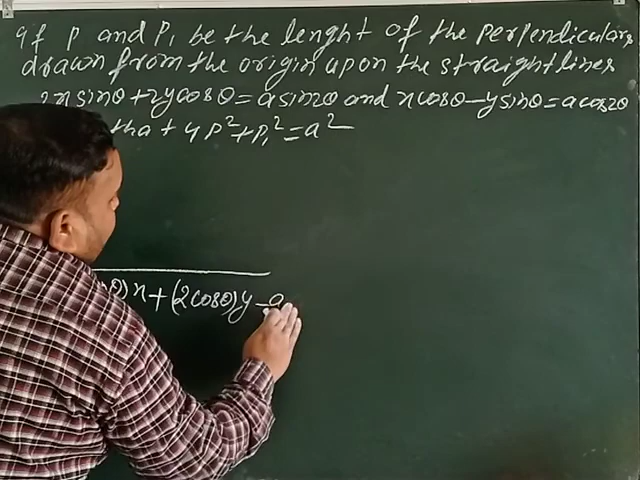 If P and P₁ be the lenght of the perpendiculars
drawn from the origin upon the straight lines
2x sinθ + 2y cosθ = a sin2θ and x cosθ - y sinθ = a cos2θ
that 4P² + P₁² = a²
θ)x + (2cosθ)y - a